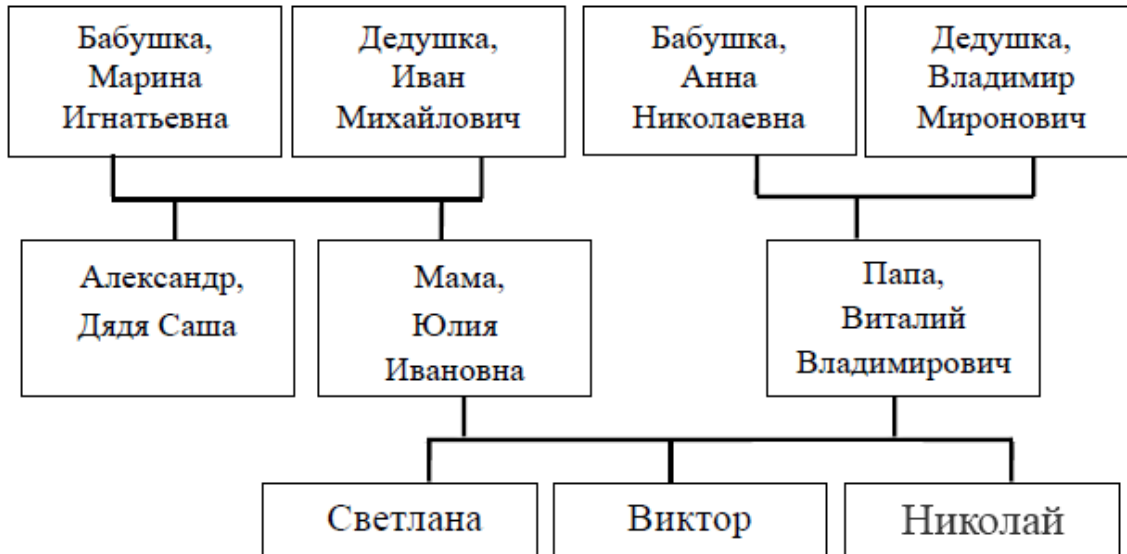 Бабушка,
Марина
Игнатьевна
Дедушка,
Иван
Михайлович
Бабушка,
Анна
Николаевна
Дедушка,
Владимир
Миронович
Александр,
Дядя Саша
Мама,
Юлия
Ивановна
Папа,
Виталий
Владимирович
Светлана
Виктор
Николай